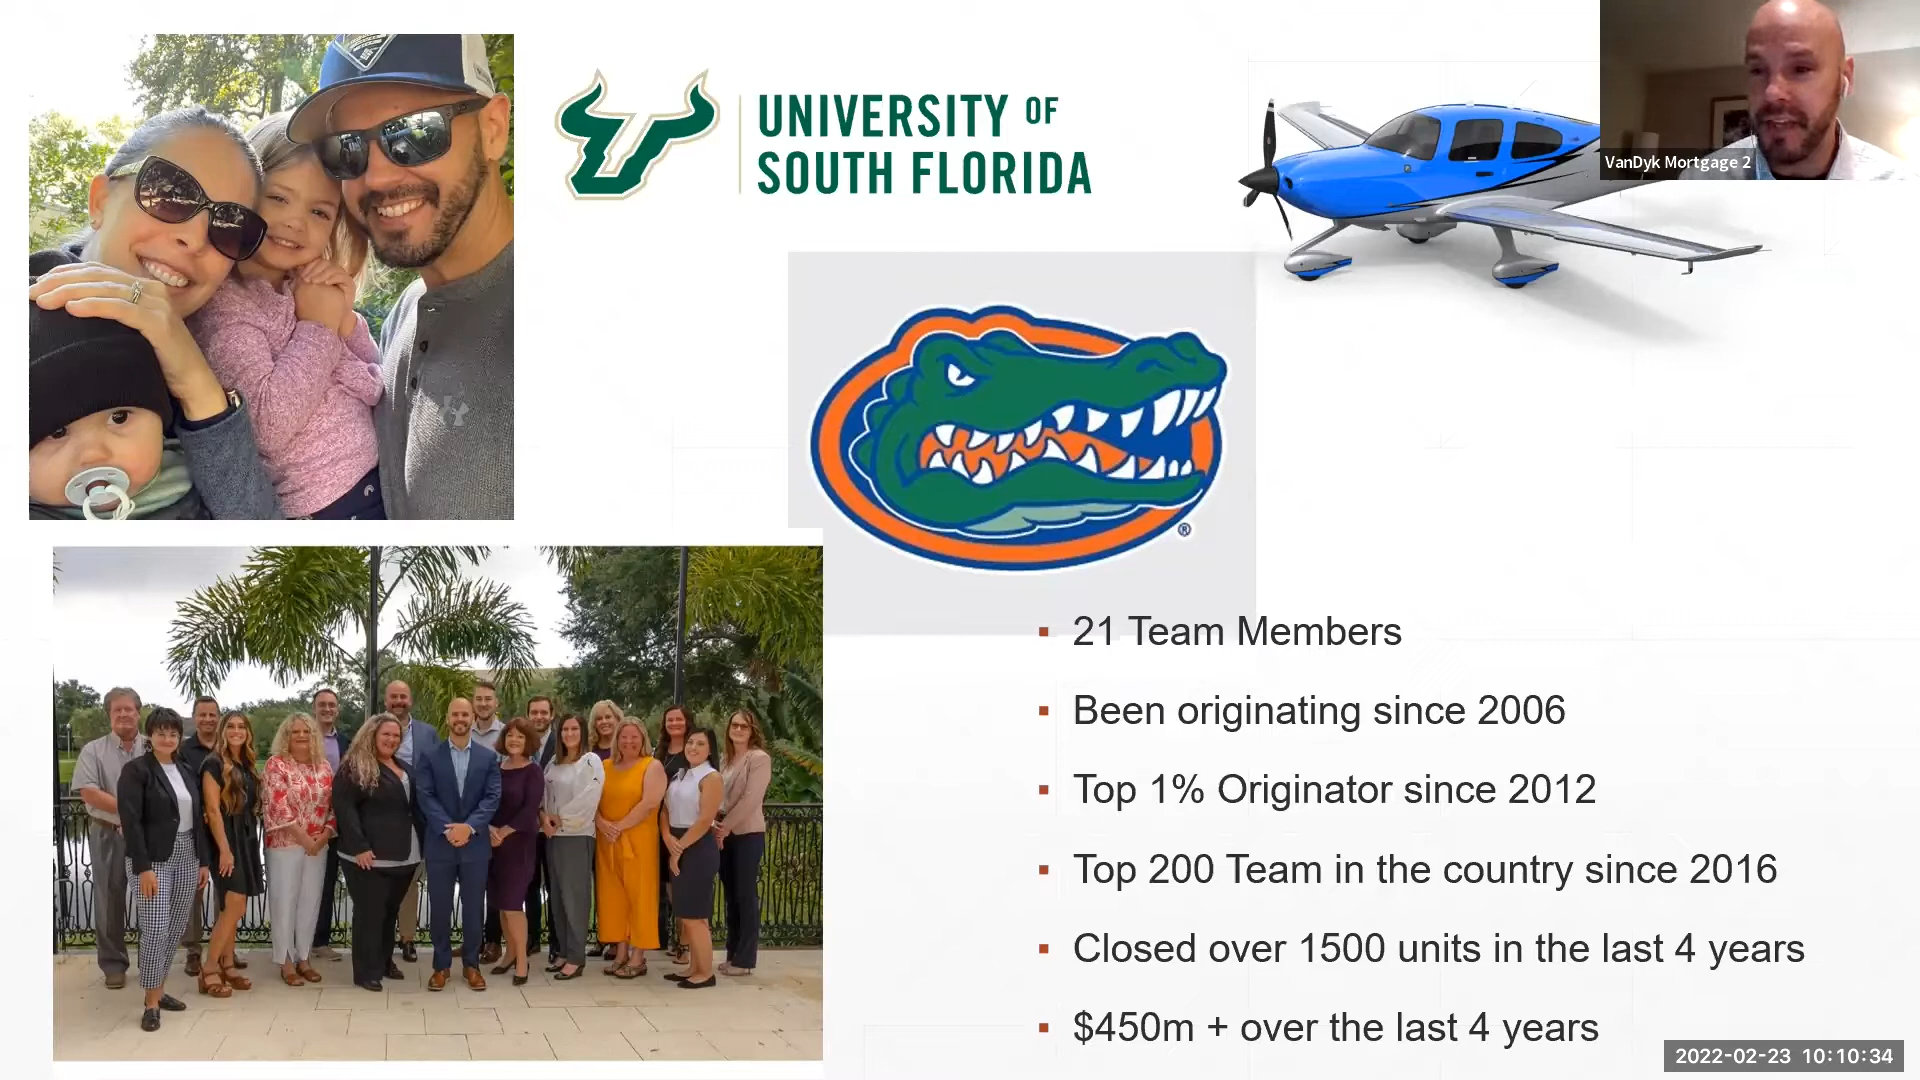 UNIVERSITY OF
SOUTH FLORIDA
VanDyk Mortgage 2
®
▪ 21 Team Members
▪ Been originating since 2006
▪ Top 1% Originator since 2012
▪ Top 200 Team in the country since 2016
▪ Closed over 1500 units in the last 4 years
▪ $450m + over the last 4 years
2022-02-23 10:10:34